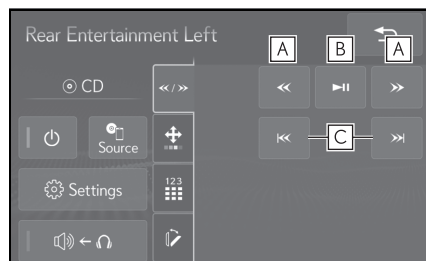 Rear Entertainment Left
A
B
A
CD
Source
C
Settings
123